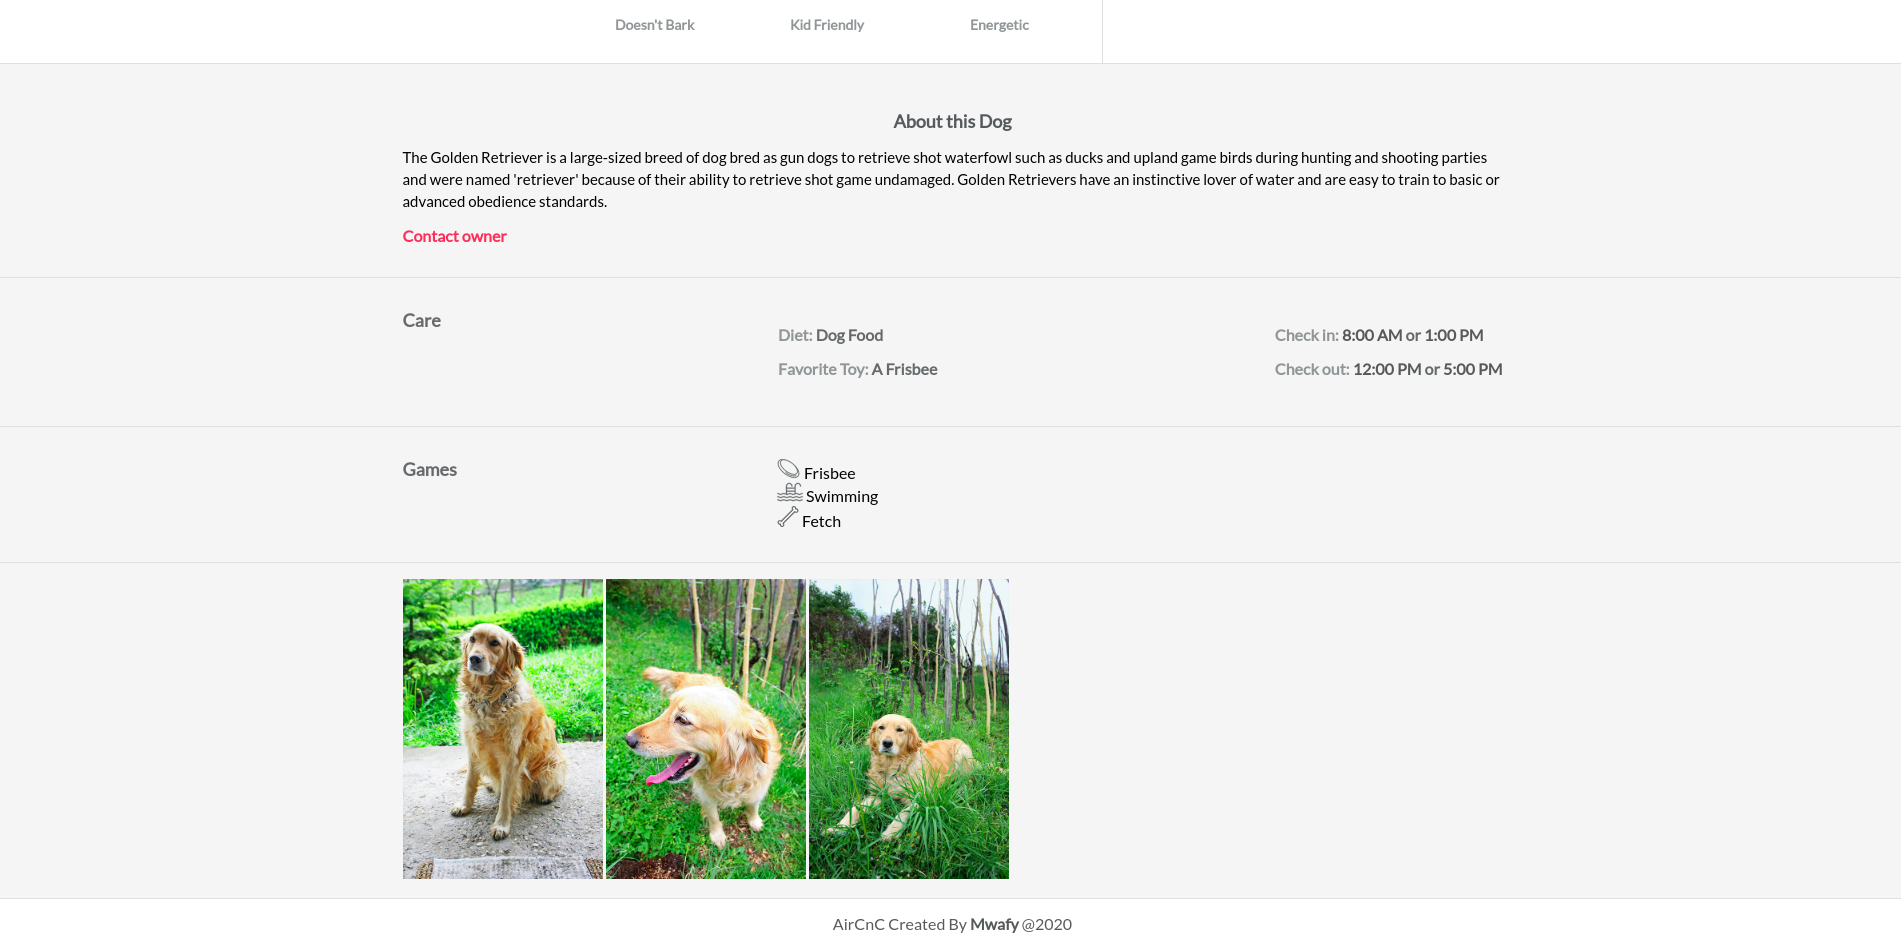 Doesn't Bark Kid Friendly Energetic
About this Dog
The Golden Retriever is a large-sized breed of dog bred as gun dogs to retrieve shot waterfowl such as ducks and upland game birds during hunting and shooting parties
and were named 'retriever' because of their ability to retrieve shot game undamaged. Golden Retrievers have an instinctive lover of water and are easy to train to basic or
advanced obedience standards.
Contact owner
Care
Diet: Dog Food
Favorite Toy: A Frisbee
Check in: 8:00 AM or 1:00 PM
Check out: 12:00 PM or 5:00 PM
Games
Frisbee
Swimming
Fetch
AirCnC Created By Mwafy @2020